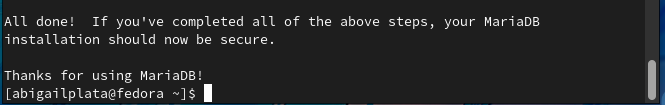 All done!  If you've completed all of the above steps, your MariaDB
installation should now be secure.
Thanks for using MariaDB!
[abigailplata@fedora ~]$